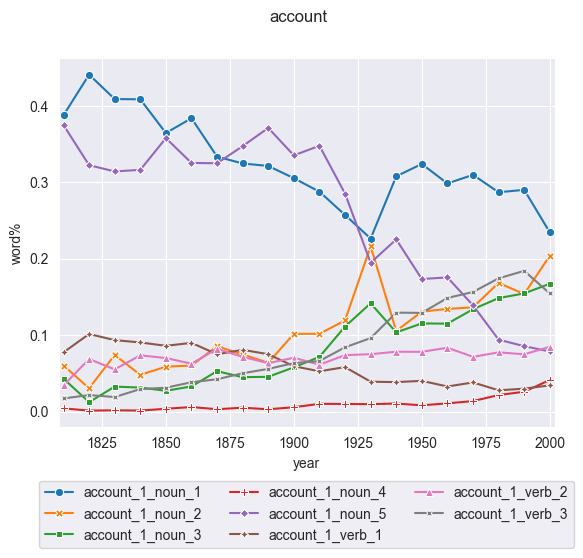 account
0.4
0.3
0.2
0.1
0.0
word%
1825 1850 1875 1900 1925 1950 1975 2000
year
account_1_noun_1 account_1_noun_4 account_1_verb_2
account_1_noun_2 account_1_noun_5 account_1_verb_3
account_1_noun_3 account_1_verb_1